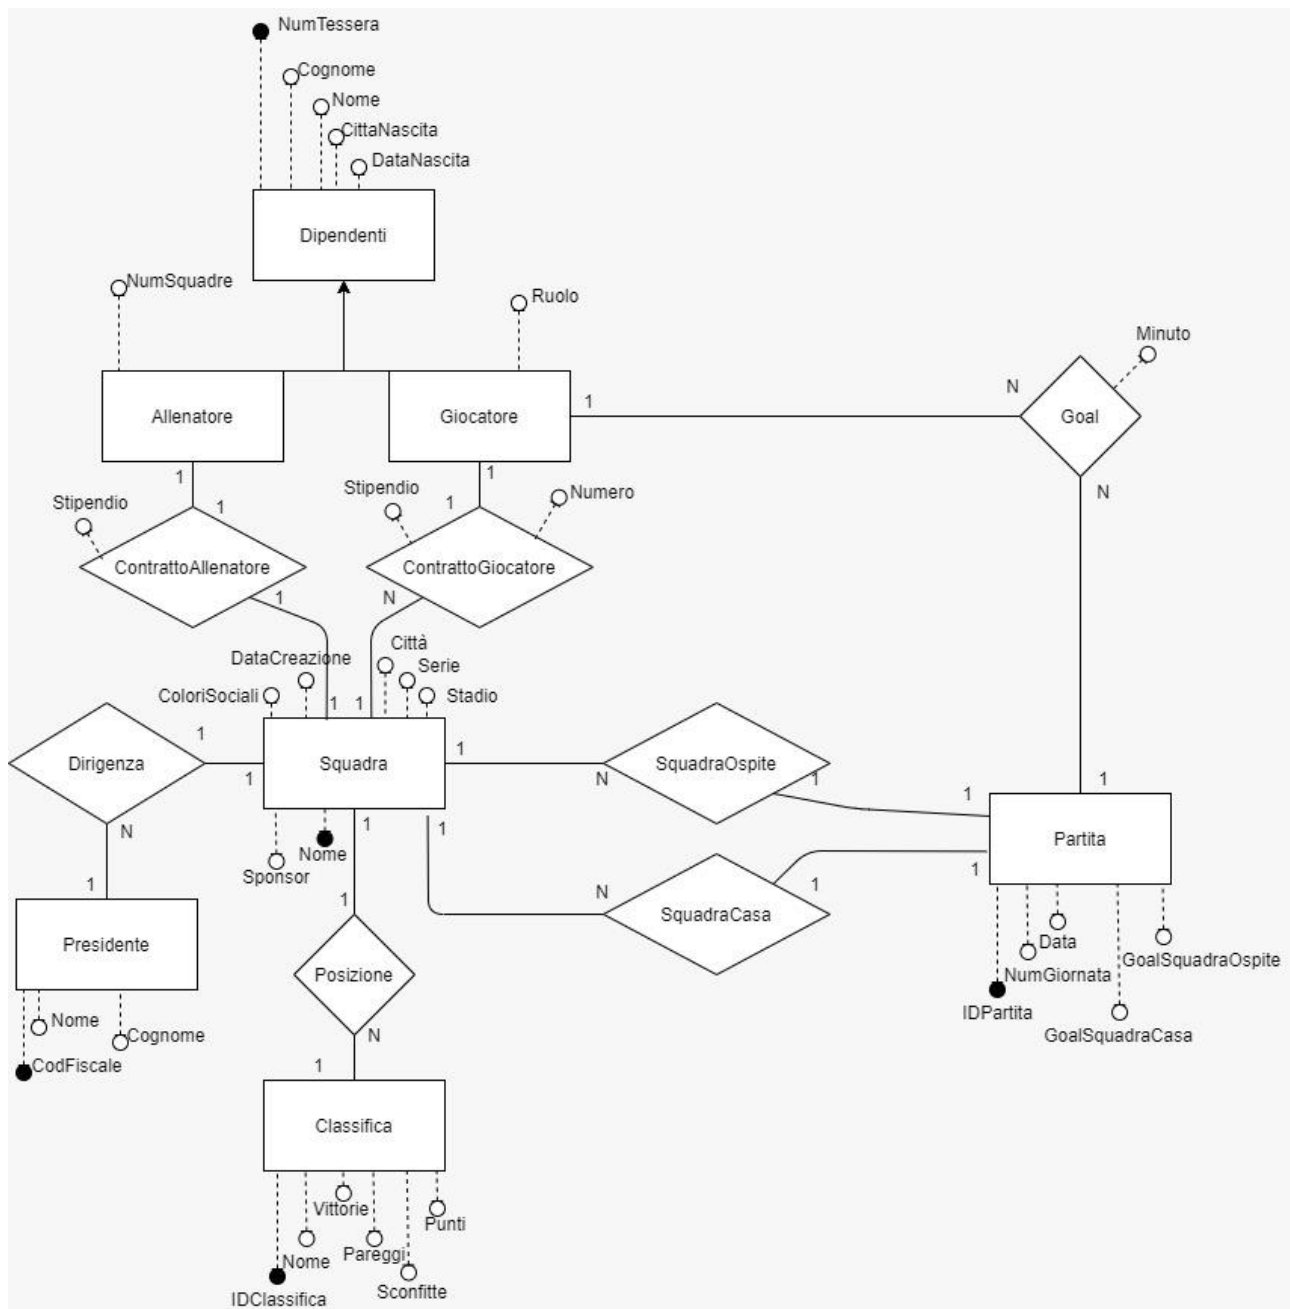 NumTessera
Cognome
Nome
CittaNascita
DataNascita
Dipendenti
NumSquadre
Ruolo
Minuto
Allenatore
Giocatore
1
N
Goal
1
1
N
Stipendio
1
Stipendio
1
Numero
ContrattoAllenatore
ContrattoGiocatore
1
N
Città
DataCreazione
Serie
ColoriSociali
Stadio
1
1
1
Dirigenza
1
Squadra
1
N
SquadraOspite
1
1
1
Partita
N
Sponsor
Nome
1
1
N
SquadraCasa
1
1
1
Presidente
1
Posizione
N
Data
NumGiornata
GoalSquadraOspite
IDPartita
GoalSquadraCasa
Nome
Cognome
CodFiscale
1
Classifica
Vittorie
Punti
Nome
Pareggi
Sconfitte
IDClassifica